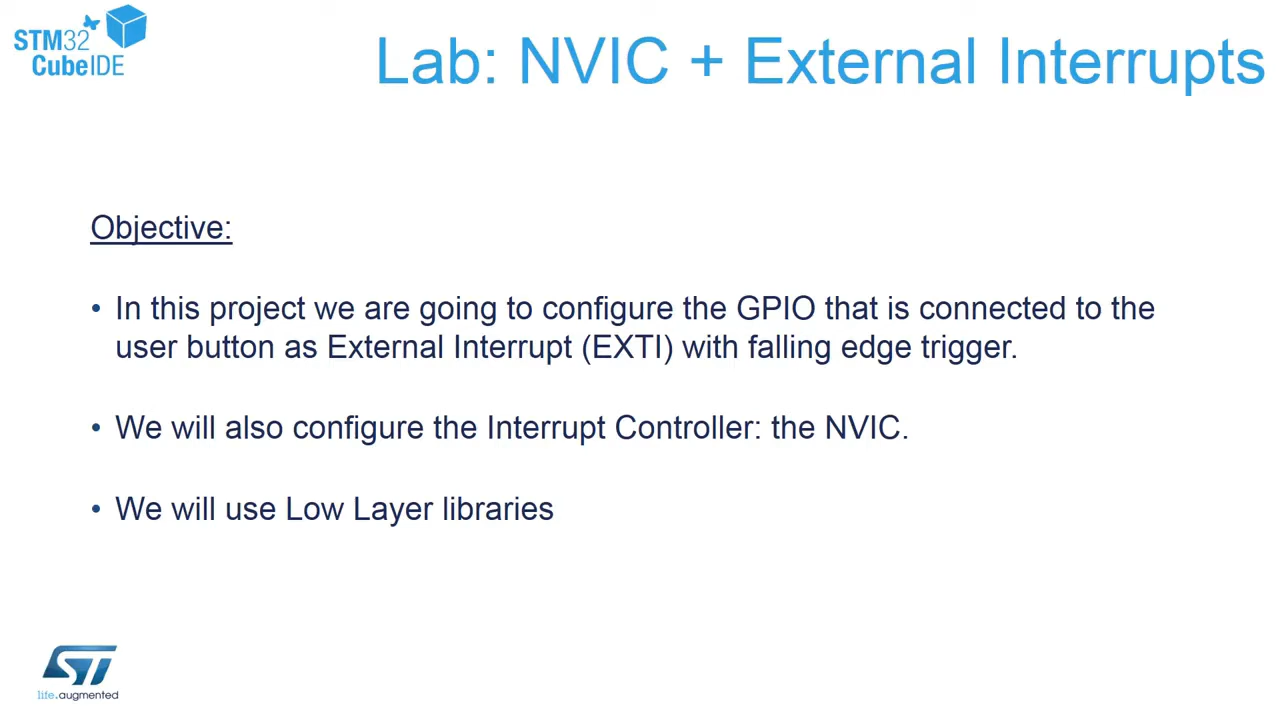 STM32
CubeIDE
Lab: NVIC + External Interrupts
Objective:
• In this project we are going to configure the GPIO that is connected to the
user button as External Interrupt (EXTI) with falling edge trigger.
• We will also configure the Interrupt Controller: the NVIC.
• We will use Low Layer libraries
ST
life.augmented